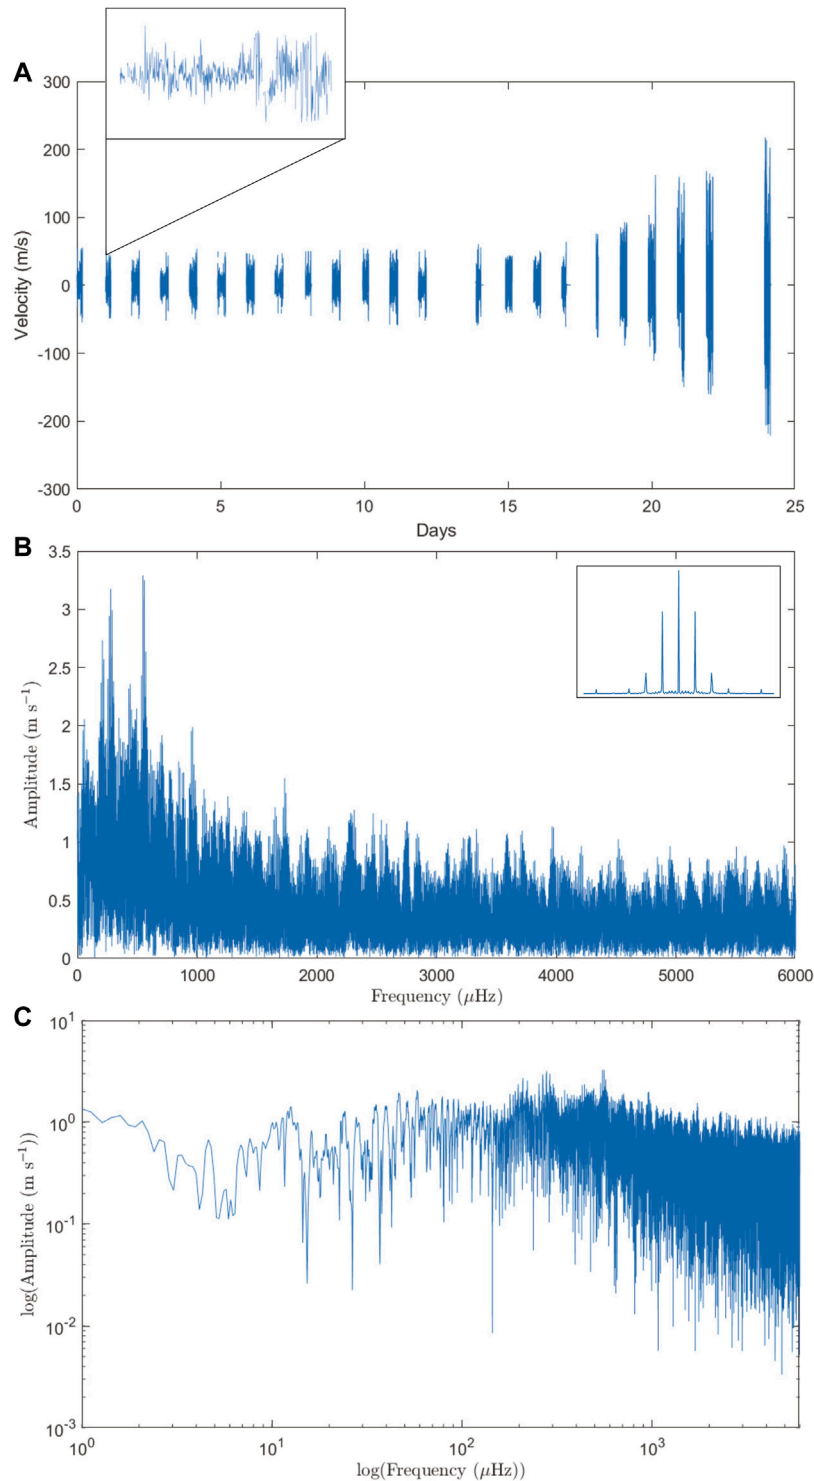 A
300
200
100
0
-100
-200
-300
Velocity (m/s)
0 5 10 15 20 25
Days
B
3.5
3
2.5
2
1.5
1
0.5
0
Amplitude (m s⁻¹)
0 1000 2000 3000 4000 5000 6000
Frequency (μHz)
C
10¹
10⁰
10⁻¹
10⁻²
10⁻³
log(Amplitude (m s⁻¹))
10⁰ 10¹ 10² 10³
log(Frequency (μHz))